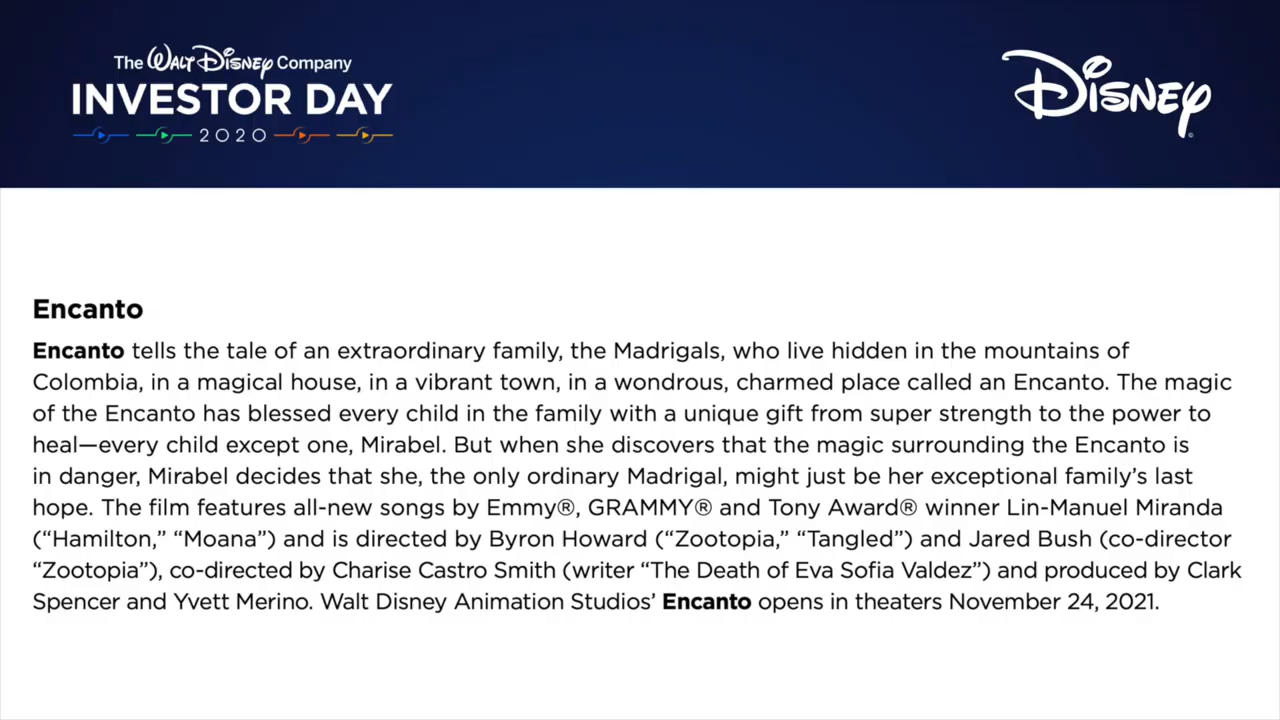 The Walt Disney Company
INVESTOR DAY
2020
Disney
Encanto
Encanto tells the tale of an extraordinary family, the Madrigals, who live hidden in the mountains of
Colombia, in a magical house, in a vibrant town, in a wondrous, charmed place called an Encanto. The magic
of the Encanto has blessed every child in the family with a unique gift from super strength to the power to
heal—every child except one, Mirabel. But when she discovers that the magic surrounding the Encanto is
in danger, Mirabel decides that she, the only ordinary Madrigal, might just be her exceptional family’s last
hope. The film features all-new songs by Emmy®, GRAMMY® and Tony Award® winner Lin-Manuel Miranda
(“Hamilton,” “Moana”) and is directed by Byron Howard (“Zootopia,” “Tangled”) and Jared Bush (co-director
“Zootopia”), co-directed by Charise Castro Smith (writer “The Death of Eva Sofia Valdez”) and produced by Clark
Spencer and Yvett Merino. Walt Disney Animation Studios’ Encanto opens in theaters November 24, 2021.